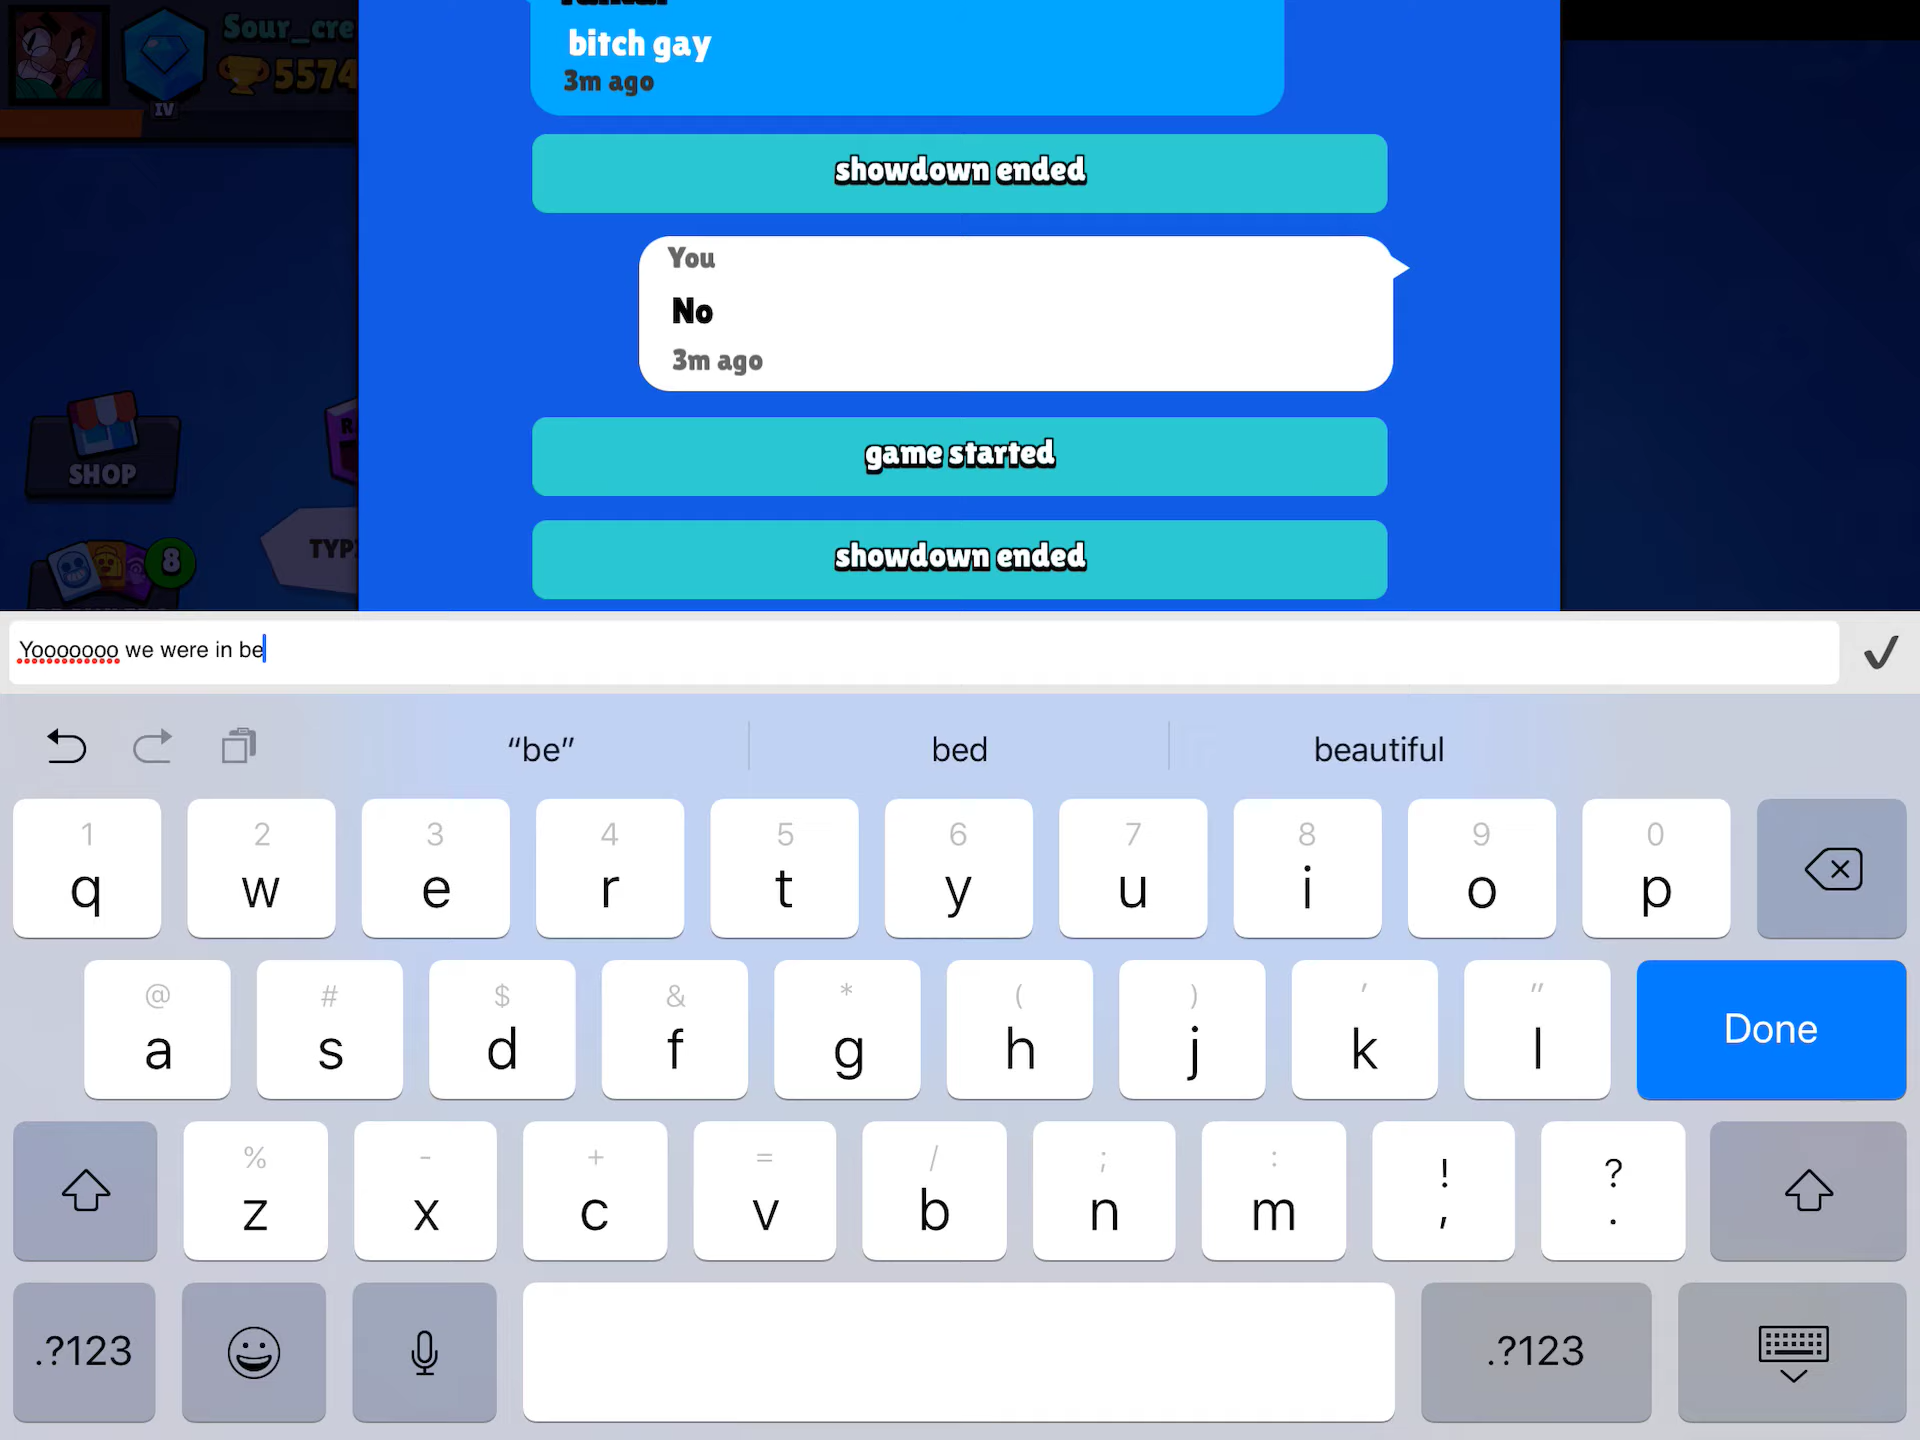 Sour_cre
5574
IV
bitch gay
3m ago
showdown ended
You
No
3m ago
game started
showdown ended
SHOP
8
TYP
Yooooooo we were in be
“be”
bed
beautiful
1 2 3 4 5 6 7 8 9 0
q w e r t y u i o p
@ # $ & * ( ) ' "
a s d f g h j k l
Done
% - + = / ; : ! ?
z x c v b n m , .
.?123
.?123